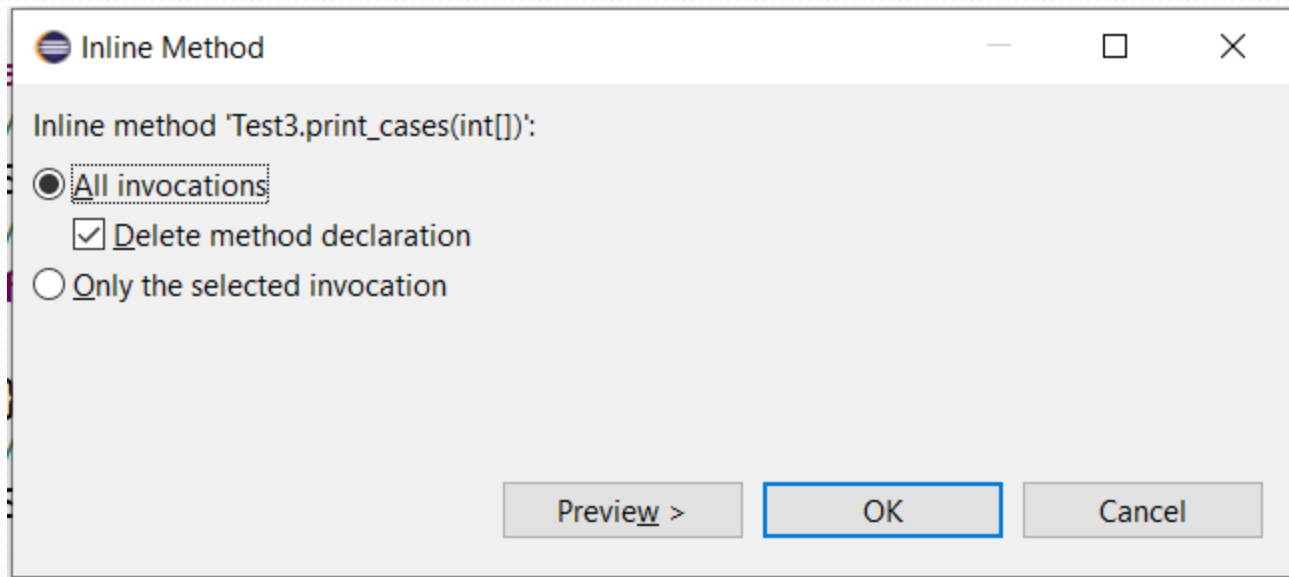 Inline Method
Inline method 'Test3.print_cases(int[])':
All invocations
Delete method declaration
Only the selected invocation
Preview > OK Cancel